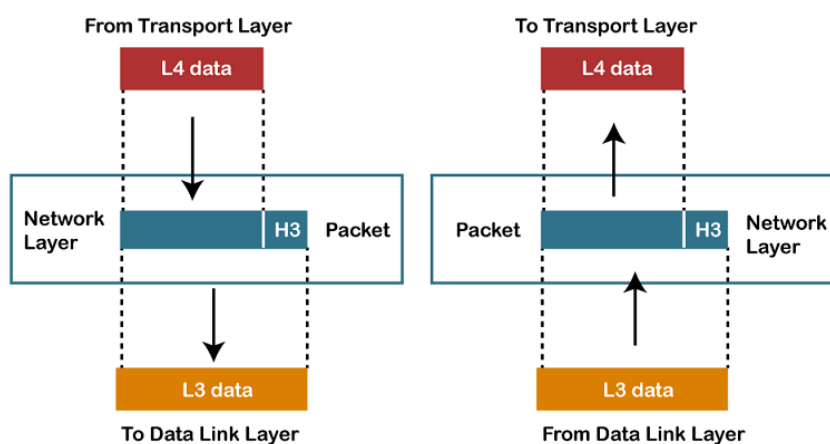 From Transport Layer
L4 data
Network
Layer
H3
Packet
L3 data
To Data Link Layer
To Transport Layer
L4 data
Packet
H3
Network
Layer
L3 data
From Data Link Layer